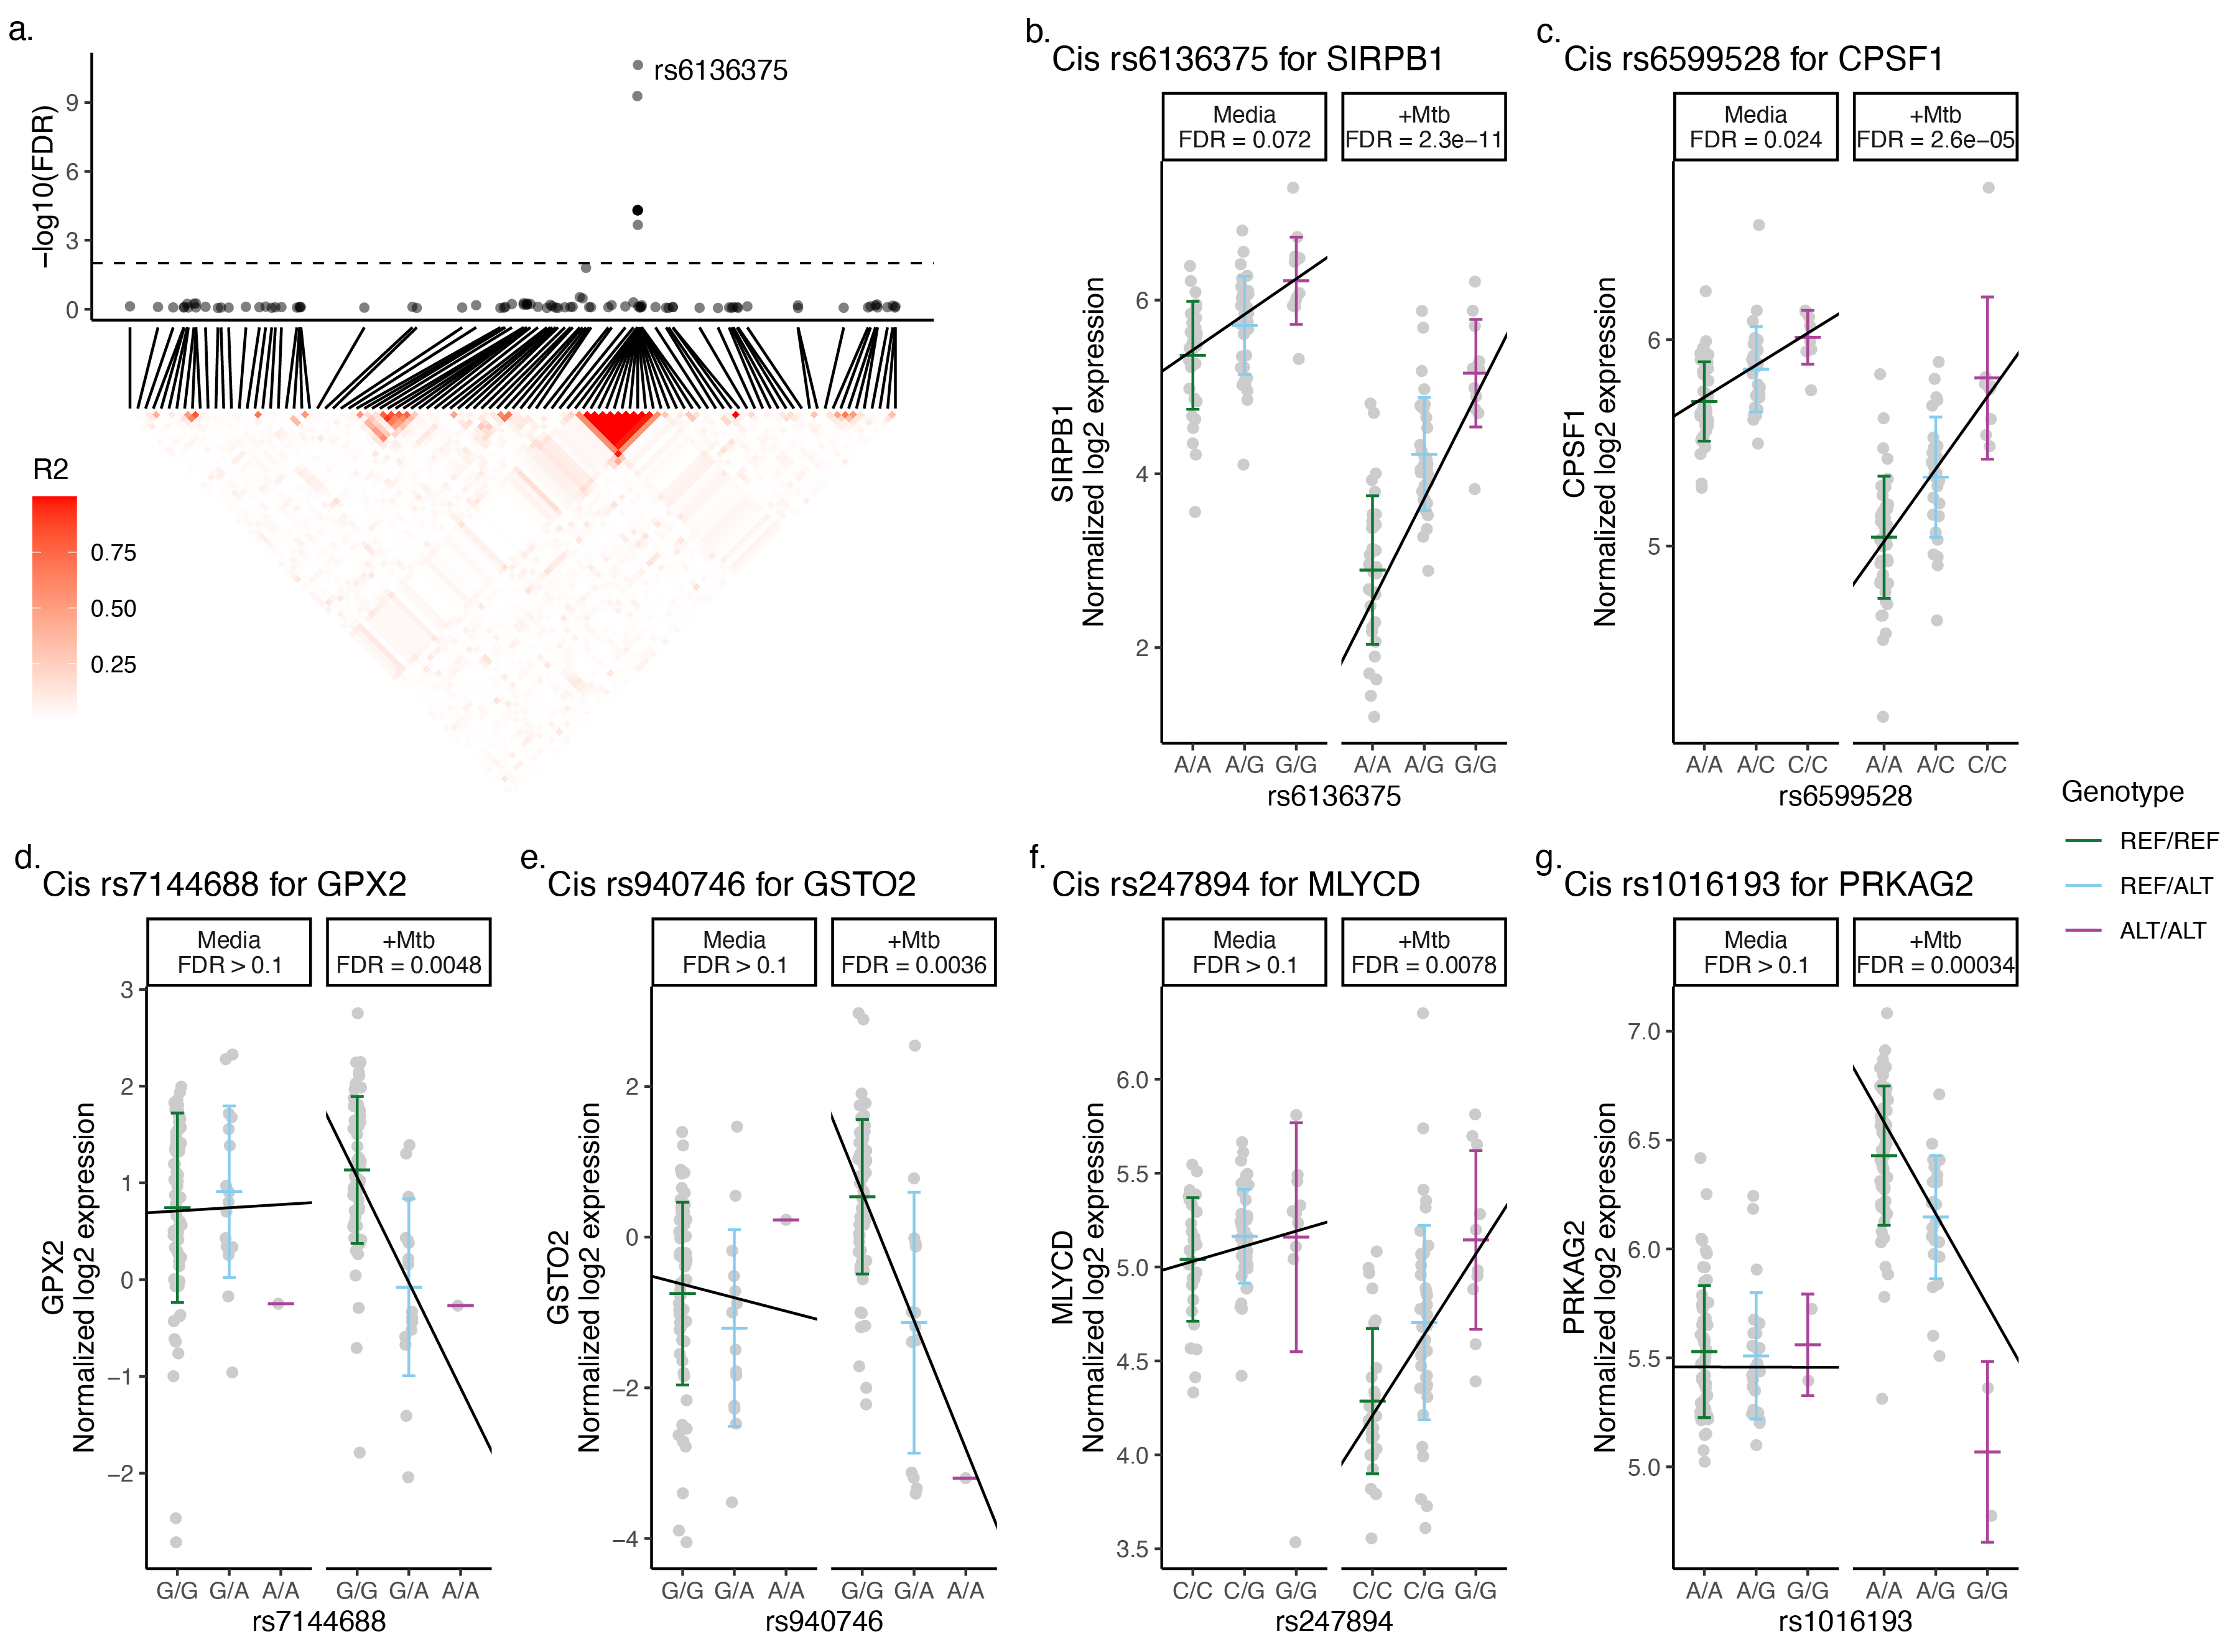 a.
rs6136375
−log10(FDR)
9
6
3
0
R2
0.75
0.50
0.25
b.
Cis rs6136375 for SIRPB1
Media
FDR = 0.072
+Mtb
FDR = 2.3e−11
SIRPB1
Normalized log2 expression
6
4
2
A/A A/G G/G A/A A/G G/G
rs6136375
c.
Cis rs6599528 for CPSF1
Media
FDR = 0.024
+Mtb
FDR = 2.6e−05
CPSF1
Normalized log2 expression
6
5
A/A A/C C/C A/A A/C C/C
rs6599528
Genotype
REF/REF
REF/ALT
ALT/ALT
d.
Cis rs7144688 for GPX2
Media
FDR > 0.1
+Mtb
FDR = 0.0048
GPX2
Normalized log2 expression
3
2
1
0
−1
−2
G/G G/A A/A G/G G/A A/A
rs7144688
e.
Cis rs940746 for GSTO2
Media
FDR > 0.1
+Mtb
FDR = 0.0036
GSTO2
Normalized log2 expression
2
0
−2
−4
G/G G/A A/A G/G G/A A/A
rs940746
f.
Cis rs247894 for MLYCD
Media
FDR > 0.1
+Mtb
FDR = 0.0078
MLYCD
Normalized log2 expression
6.0
5.5
5.0
4.5
4.0
3.5
C/C C/G G/G C/C C/G G/G
rs247894
g.
Cis rs1016193 for PRKAG2
Media
FDR > 0.1
+Mtb
FDR = 0.00034
PRKAG2
Normalized log2 expression
7.0
6.5
6.0
5.5
5.0
A/A A/G G/G A/A A/G G/G
rs1016193